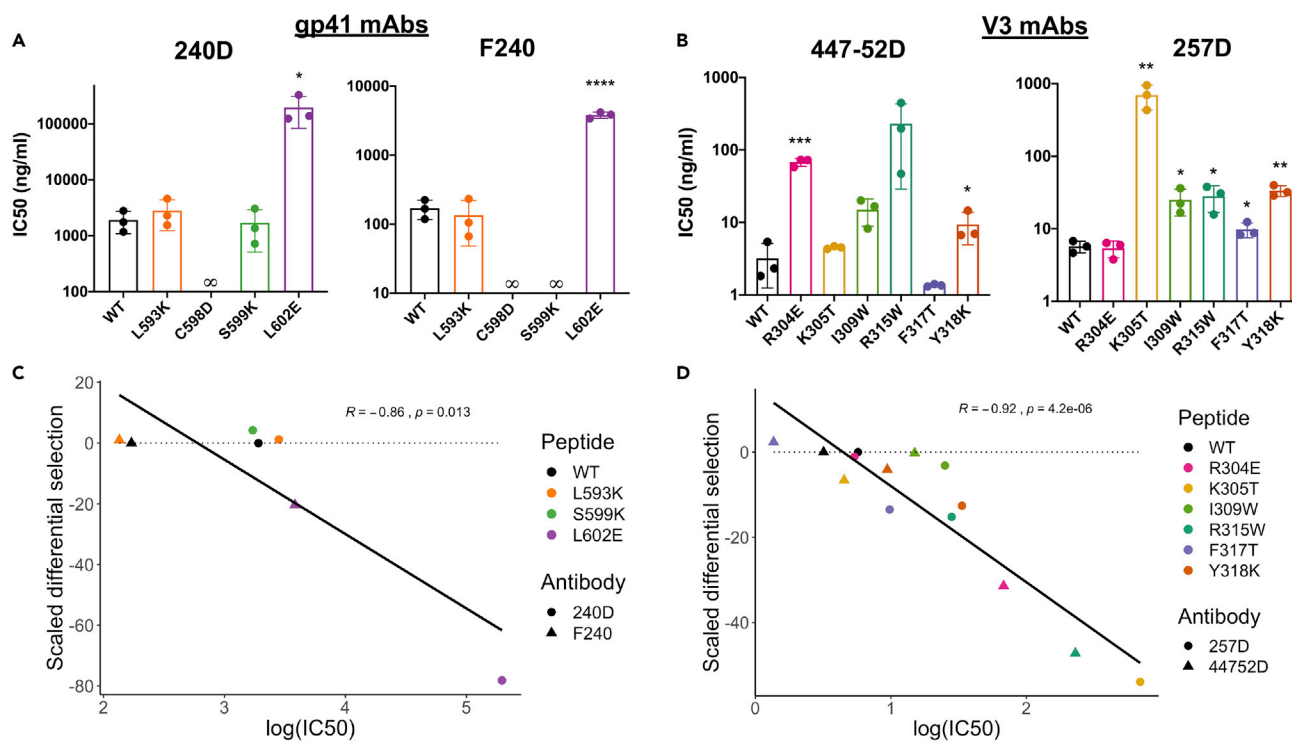 gp41 mAbs
A
240D
F240
IC50 (ng/ml)
100000
10000
1000
100
*
∞
WT
L593K
C598D
S599K
L602E
10000
1000
100
10
****
∞
∞
WT
L593K
C598D
S599K
L602E
V3 mAbs
B
447-52D
257D
IC50 (ng/ml)
1000
100
10
1
***
*
WT
R304E
K305T
I309W
R315W
F317T
Y318K
1000
100
10
1
**
*
*
*
**
WT
R304E
K305T
I309W
R315W
F317T
Y318K
C
Scaled differential selection
20
0
-20
-40
-60
-80
R = −0.86 , p = 0.013
2
3
4
5
log(IC50)
Peptide
WT
L593K
S599K
L602E
Antibody
240D
F240
D
Scaled differential selection
0
-20
-40
R = −0.92 , p = 4.2e-06
0
1
2
log(IC50)
Peptide
WT
R304E
K305T
I309W
R315W
F317T
Y318K
Antibody
257D
44752D